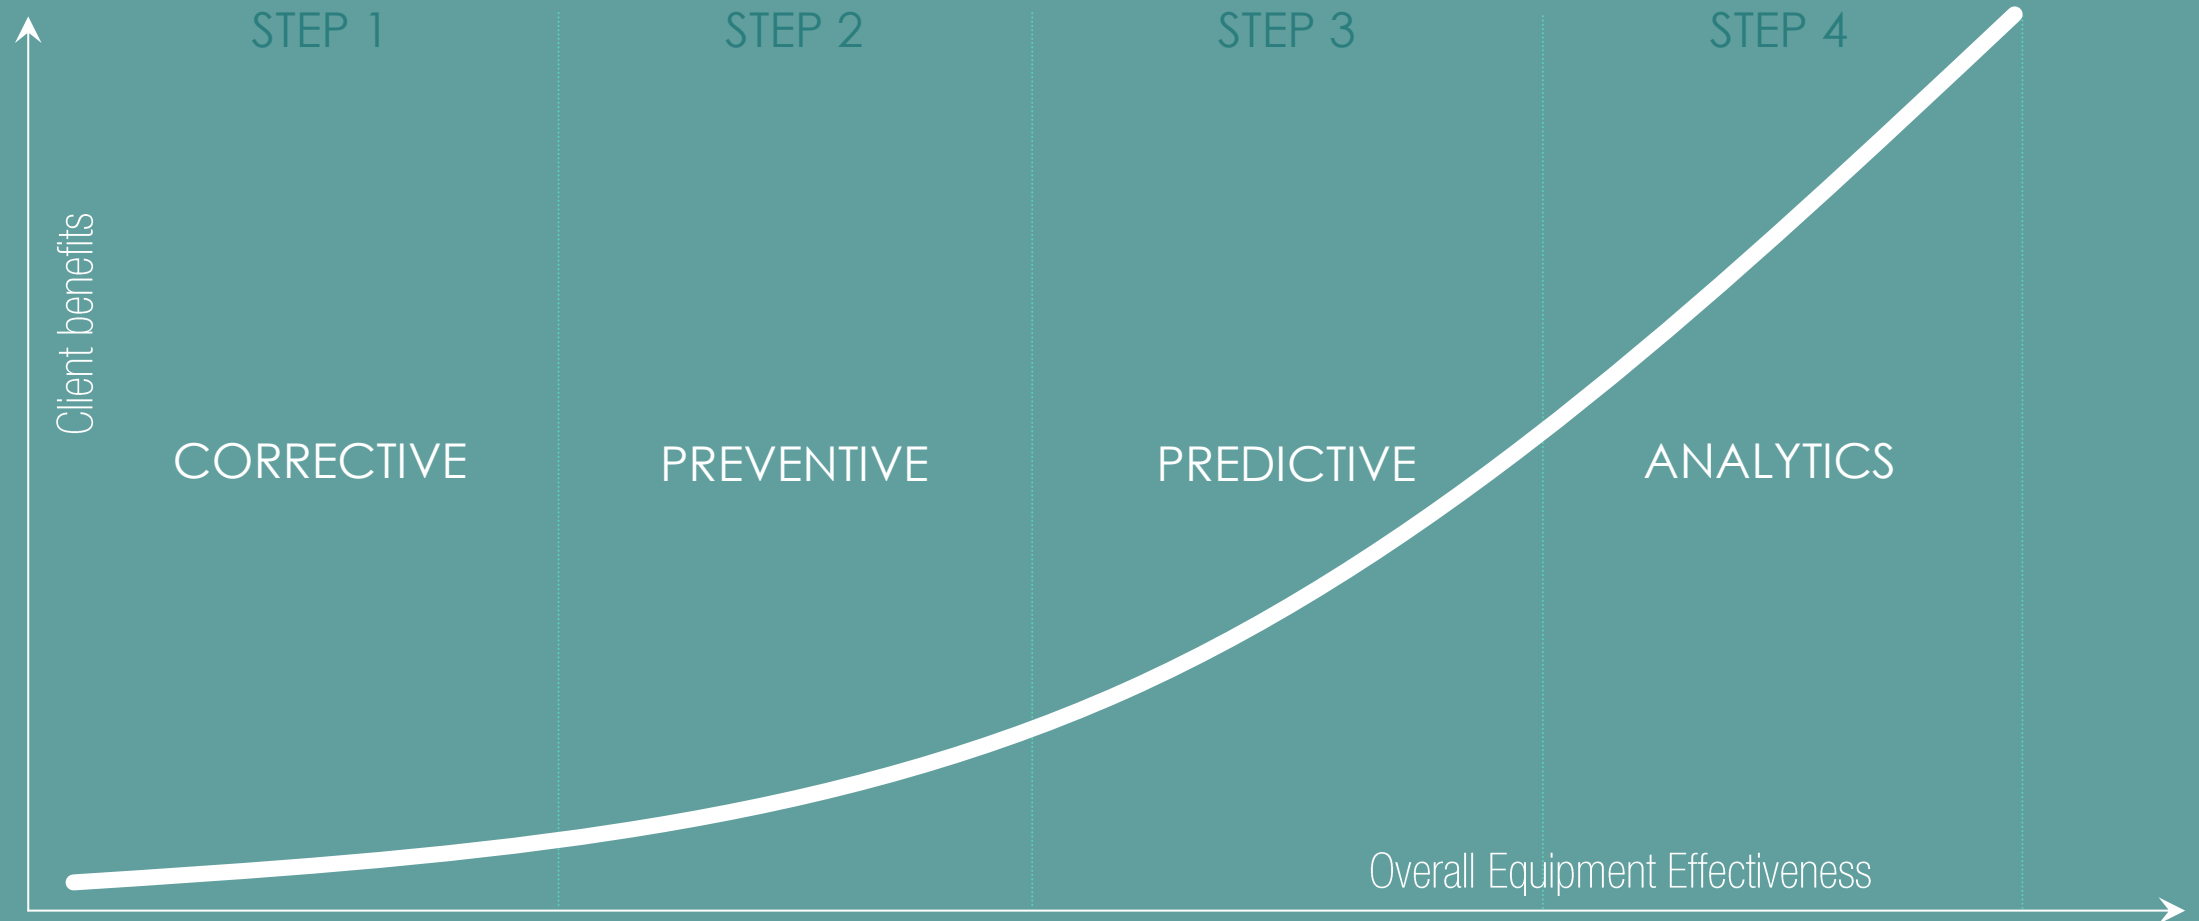 STEP 1
STEP 2
STEP 3
STEP 4
Client benefits
CORRECTIVE
PREVENTIVE
PREDICTIVE
ANALYTICS
Overall Equipment Effectiveness